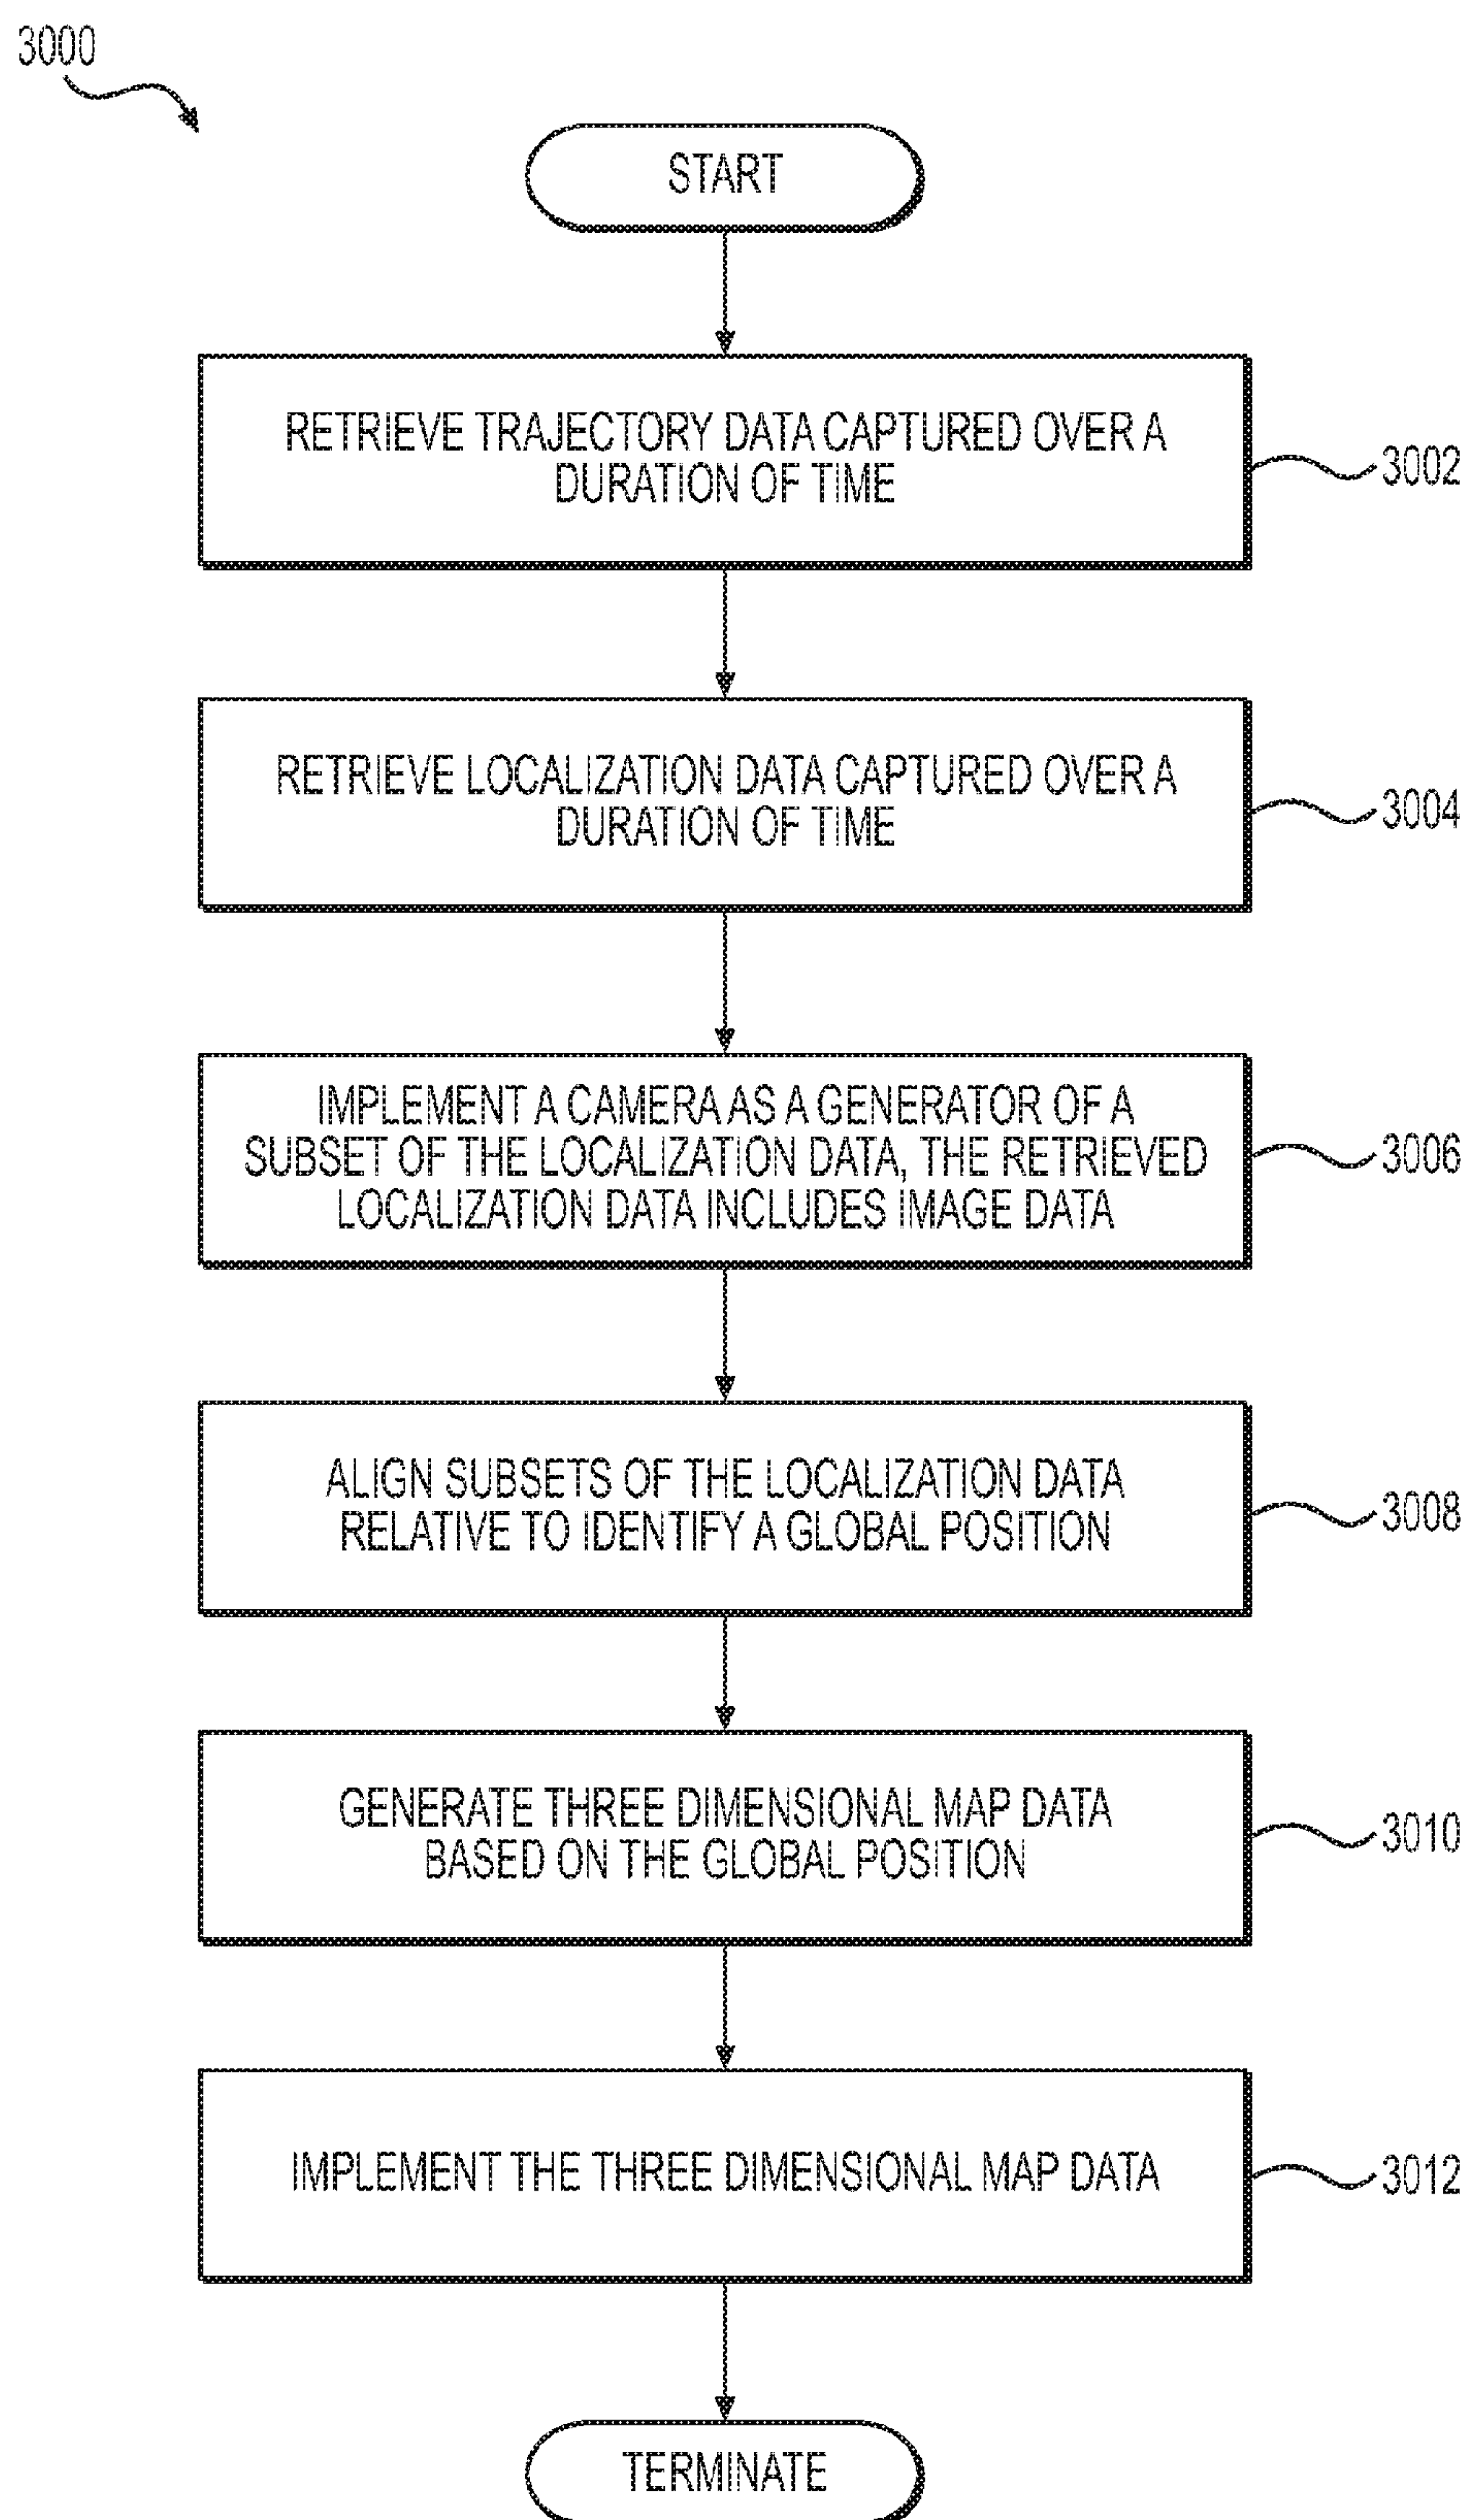 3000
START
RETRIEVE TRAJECTORY DATA CAPTURED OVER A
DURATION OF TIME
3002
RETRIEVE LOCALIZATION DATA CAPTURED OVER A
DURATION OF TIME
3004
IMPLEMENT A CAMERA AS A GENERATOR OF A
SUBSET OF THE LOCALIZATION DATA, THE RETRIEVED
LOCALIZATION DATA INCLUDES IMAGE DATA
3006
ALIGN SUBSETS OF THE LOCALIZATION DATA
RELATIVE TO IDENTIFY A GLOBAL POSITION
3008
GENERATE THREE DIMENSIONAL MAP DATA
BASED ON THE GLOBAL POSITION
3010
IMPLEMENT THE THREE DIMENSIONAL MAP DATA
3012
TERMINATE